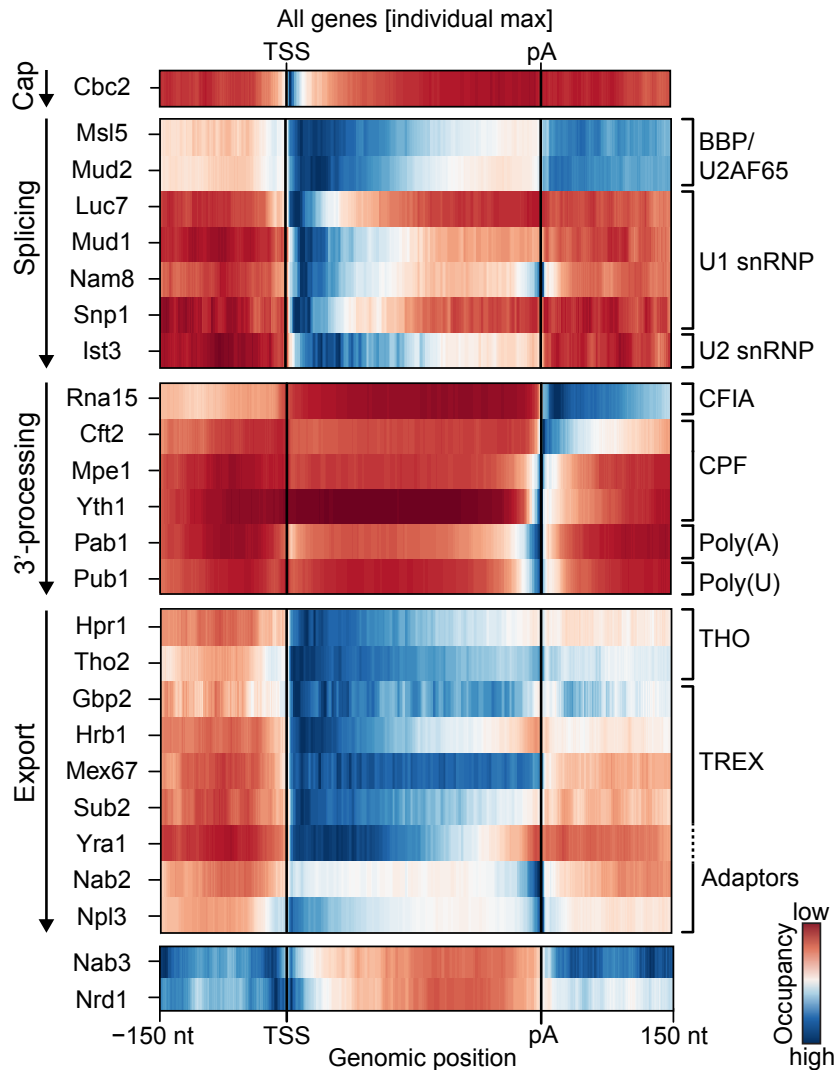 All genes [individual max]
TSS pA
Cap
Cbc2
Splicing
Msl5
Mud2
Luc7
Mud1
Nam8
Snp1
Ist3
BBP/
U2AF65
U1 snRNP
U2 snRNP
3'-processing
Rna15
Cft2
Mpe1
Yth1
Pab1
Pub1
CFIA
CPF
Poly(A)
Poly(U)
Export
Hpr1
Tho2
Gbp2
Hrb1
Mex67
Sub2
Yra1
Nab2
Npl3
THO
TREX
Adaptors
Nab3
Nrd1
low
Occupancy
high
−150 nt TSS pA 150 nt
Genomic position